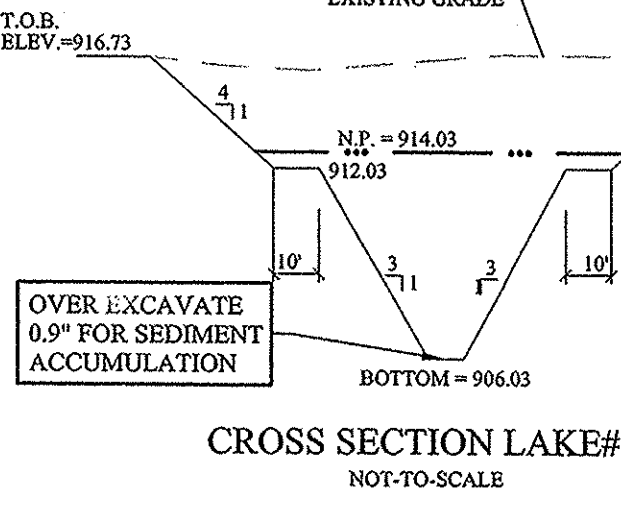 EXISTING GRADE
T.O.B.
ELEV.=916.73
4
1
N.P. = 914.03
912.03
10'
3
1
3
1
10'
OVER EXCAVATE
0.9" FOR SEDIMENT
ACCUMULATION
BOTTOM = 906.03
CROSS SECTION LAKE#
NOT-TO-SCALE